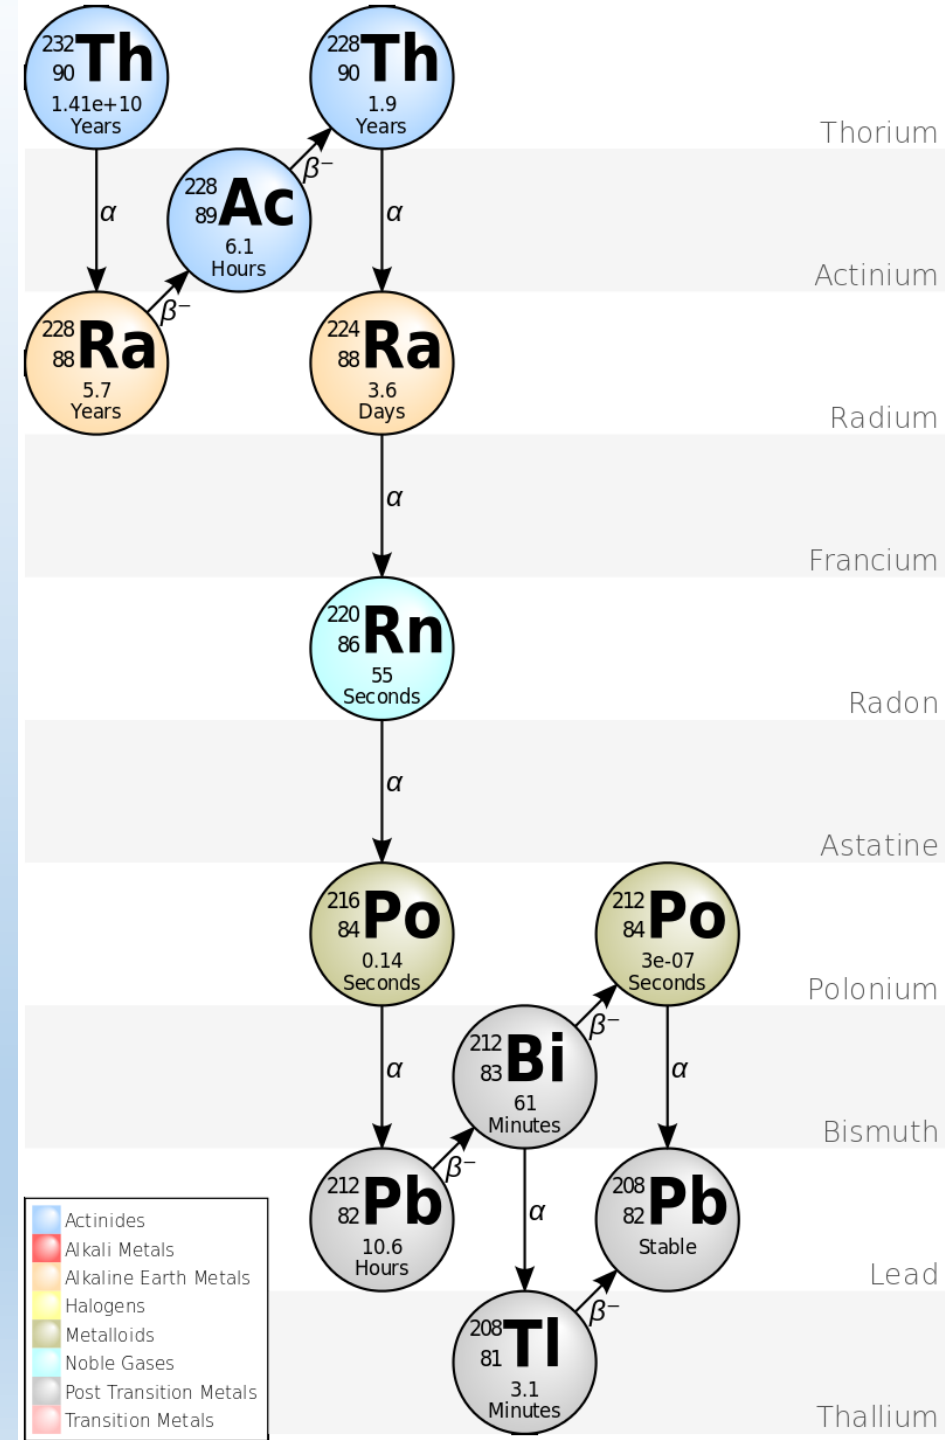 232
90 Th
1.41e+10
Years
228
90 Th
1.9
Years
Thorium
α
β⁻
α
228
89 Ac
6.1
Hours
Actinium
β⁻
228
88 Ra
5.7
Years
224
88 Ra
3.6
Days
Radium
α
Francium
220
86 Rn
55
Seconds
Radon
α
Astatine
216
84 Po
0.14
Seconds
212
84 Po
3e-07
Seconds
Polonium
α
β⁻
α
212
83 Bi
61
Minutes
Bismuth
β⁻
212
82 Pb
10.6
Hours
α
208
82 Pb
Stable
Lead
β⁻
208
81 Tl
3.1
Minutes
Thallium
Actinides
Alkali Metals
Alkaline Earth Metals
Halogens
Metalloids
Noble Gases
Post Transition Metals
Transition Metals